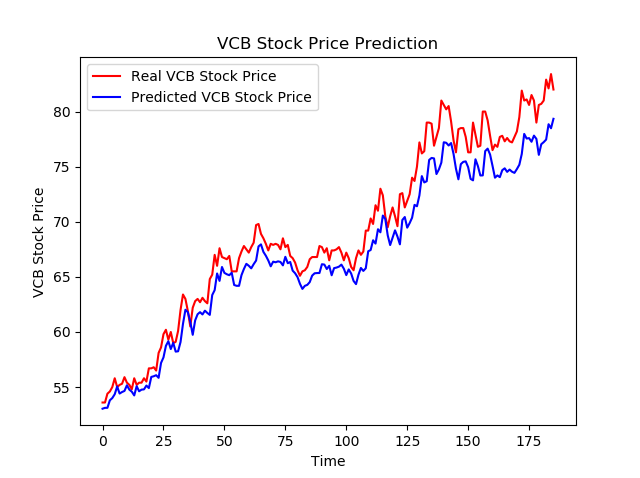 VCB Stock Price Prediction
Real VCB Stock Price
Predicted VCB Stock Price
VCB Stock Price
80
75
70
65
60
55
0 25 50 75 100 125 150 175
Time